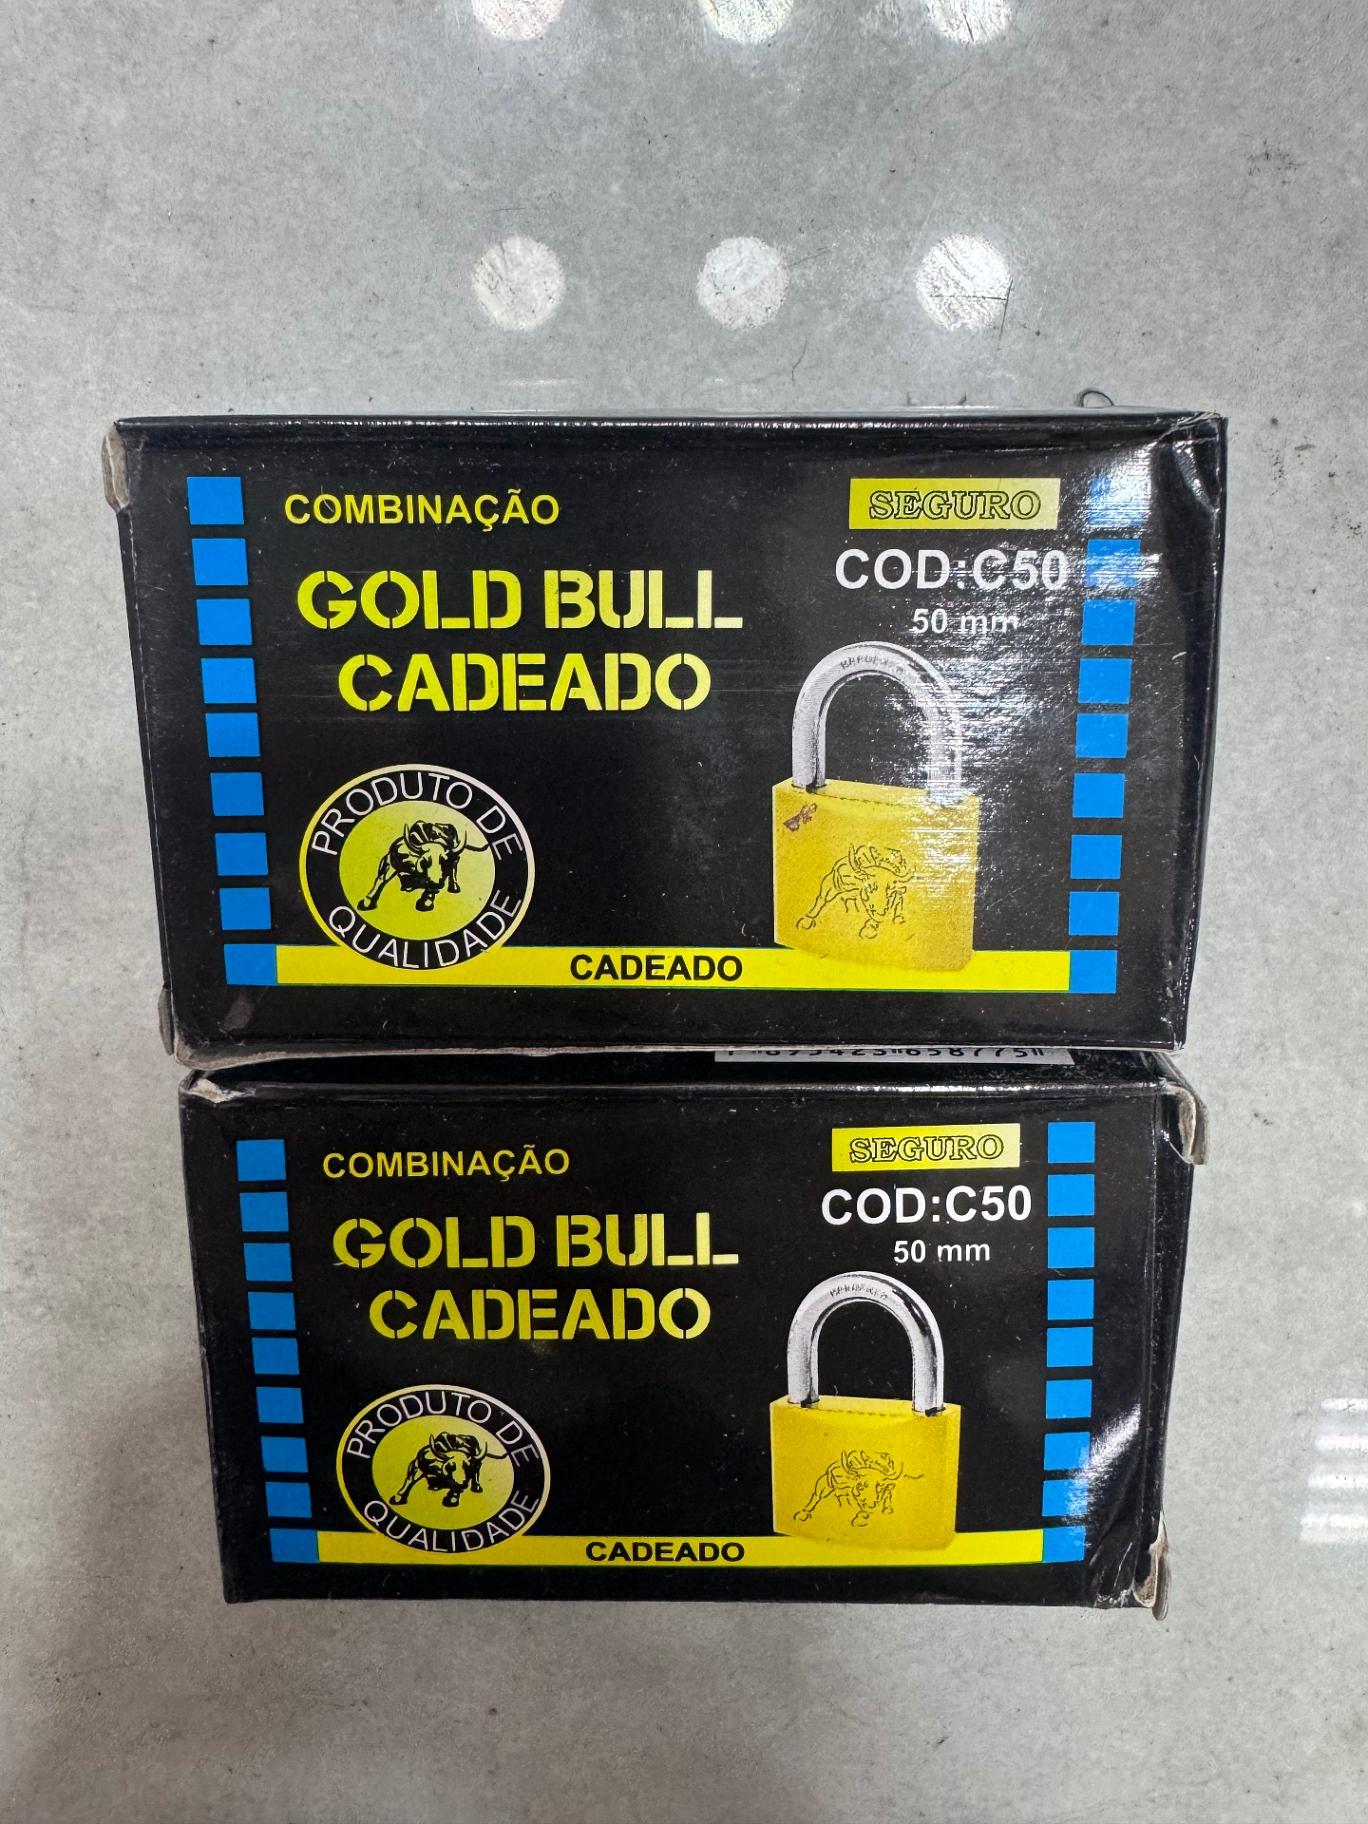 COMBINAÇÃO
SEGURO
GOLD BULL
CADEADO
COD:C50
50 mm
PRODUTO DE
QUALIDADE
CADEADO
COMBINAÇÃO
SEGURO
GOLD BULL
CADEADO
COD:C50
50 mm
PRODUTO DE
QUALIDADE
CADEADO